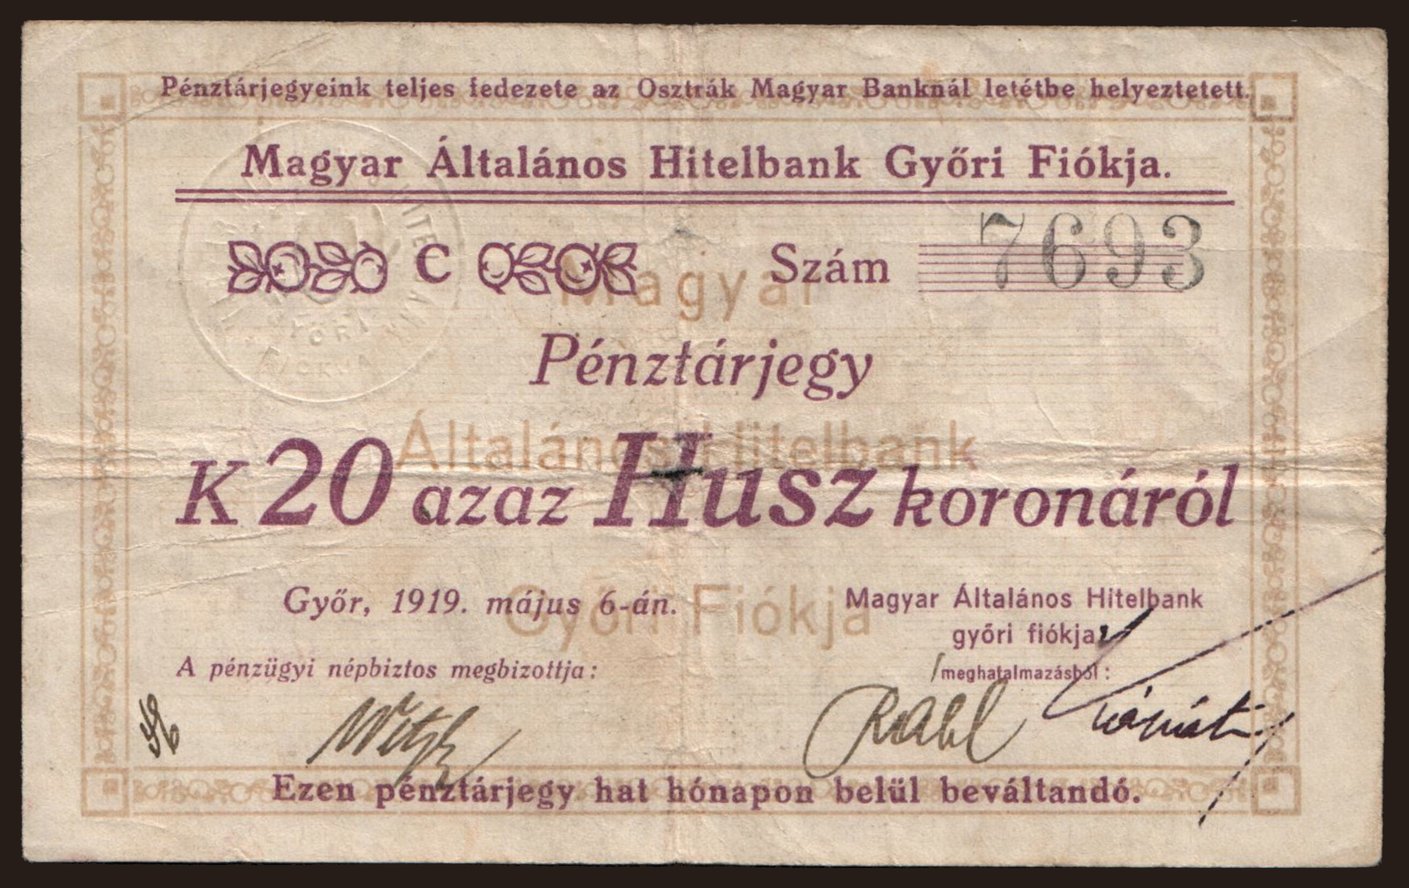 Pénztárjegyeink teljes fedezete az Osztrák Magyar Banknál letétbe helyeztetett.
Magyar Általános Hitelbank Győri Fiókja.
C Szám 7693
Magyar
Pénztárjegy
Általános Hitelbank
K 20 azaz Husz koronáról
Győri Fiókja
Győr, 1919. május 6-án.
Magyar Általános Hitelbank
győri fiókja
A pénzügyi népbiztos megbizottja:
meghatalmazásból:
Ezen pénztárjegy hat hónapon belül beváltandó.